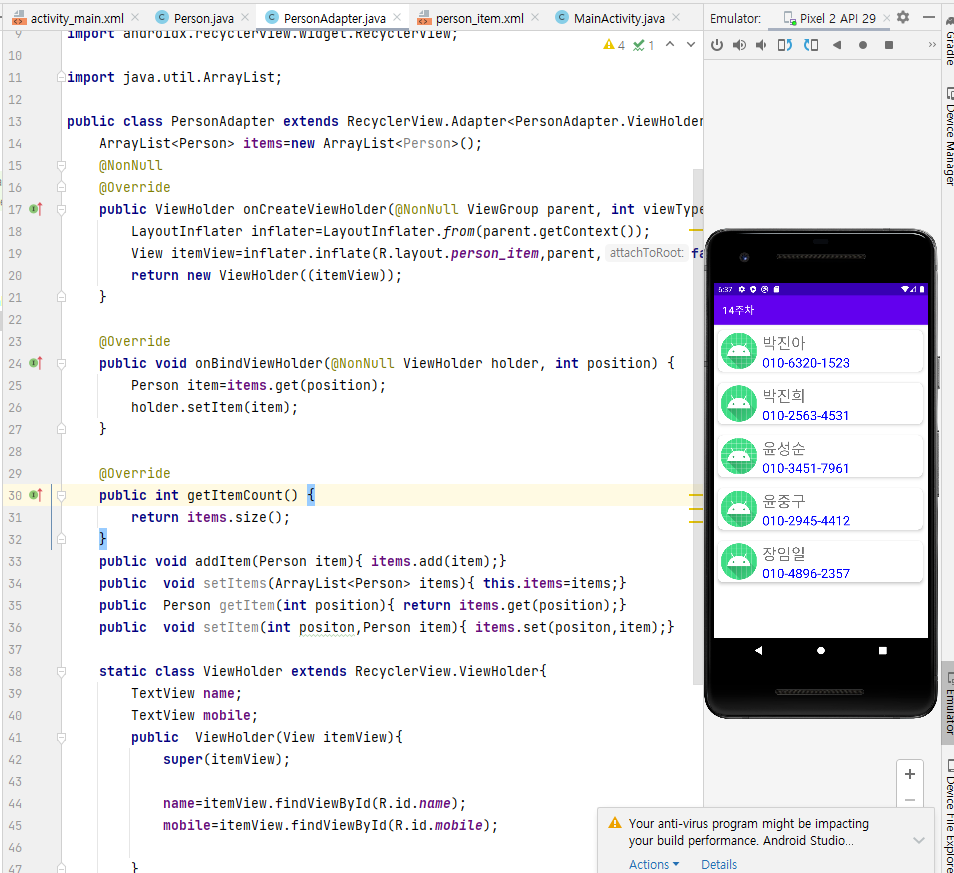 activity_main.xml Person.java PersonAdapter.java person_item.xml MainActivity.java Emulator: Pixel 2 API 29
9 import androidx.recyclerview.widget.RecyclerView;
4 1
10
11 import java.util.ArrayList;
12
13 public class PersonAdapter extends RecyclerView.Adapter<PersonAdapter.ViewHolder
14 ArrayList<Person> items=new ArrayList<Person>();
15 @NonNull
16 @Override
17 public ViewHolder onCreateViewHolder(@NonNull ViewGroup parent, int viewType
18 LayoutInflater inflater=LayoutInflater.from(parent.getContext());
19 View itemView=inflater.inflate(R.layout.person_item,parent, attachToRoot: fa
20 return new ViewHolder((itemView));
21 }
22
23 @Override
24 public void onBindViewHolder(@NonNull ViewHolder holder, int position) {
25 Person item=items.get(position);
26 holder.setItem(item);
27 }
28
29 @Override
30 public int getItemCount() {
31 return items.size();
32 }
33 public void addItem(Person item){ items.add(item);}
34 public  void setItems(ArrayList<Person> items){ this.items=items;}
35 public  Person getItem(int position){ return items.get(position);}
36 public  void setItem(int positon,Person item){ items.set(positon,item);}
37
38 static class ViewHolder extends RecyclerView.ViewHolder{
39 TextView name;
40 TextView mobile;
41 public  ViewHolder(View itemView){
42 super(itemView);
43
44 name=itemView.findViewById(R.id.name);
45 mobile=itemView.findViewById(R.id.mobile);
46
47 }
6:37
14주차
박진아
010-6320-1523
박진희
010-2563-4531
윤성순
010-3451-7961
윤중구
010-2945-4412
장임일
010-4896-2357
+
−
Your anti-virus program might be impacting
your build performance. Android Studio...
Actions Details
Gradle
Device Manager
Emulator
Device File Explorer